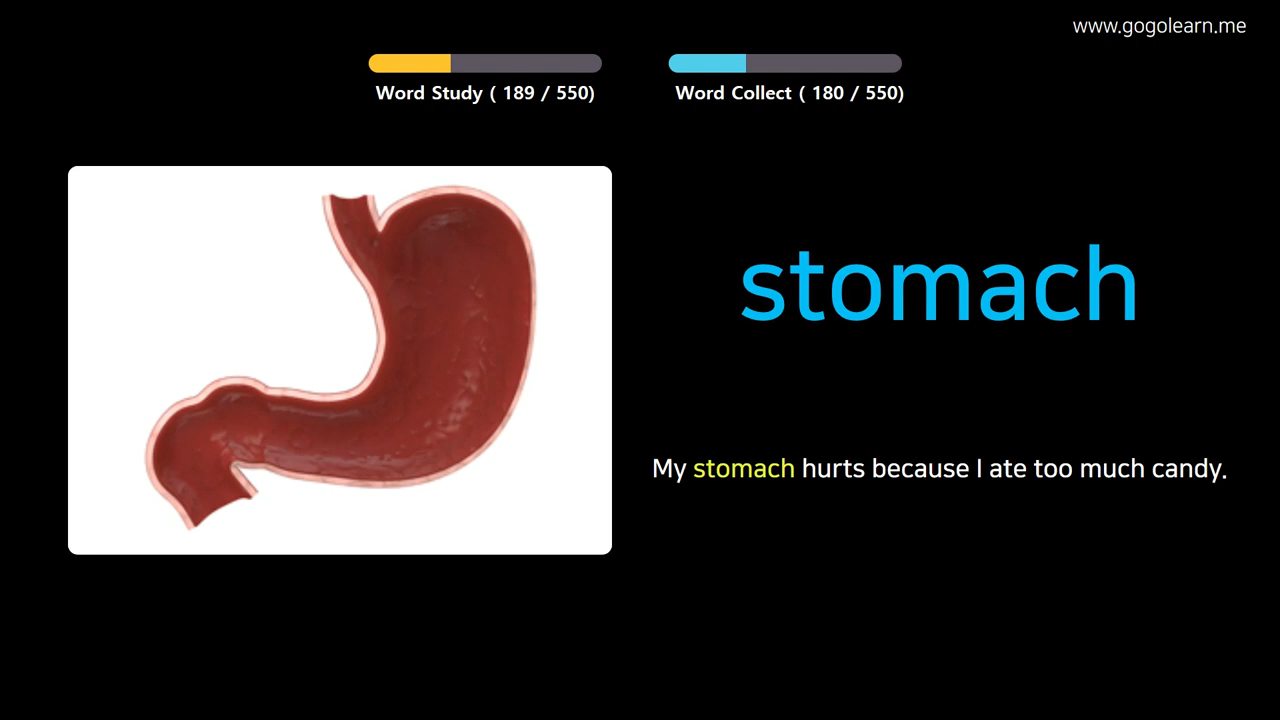 www.gogolearn.me
Word Study ( 189 / 550)
Word Collect ( 180 / 550)
stomach
My stomach hurts because I ate too much candy.